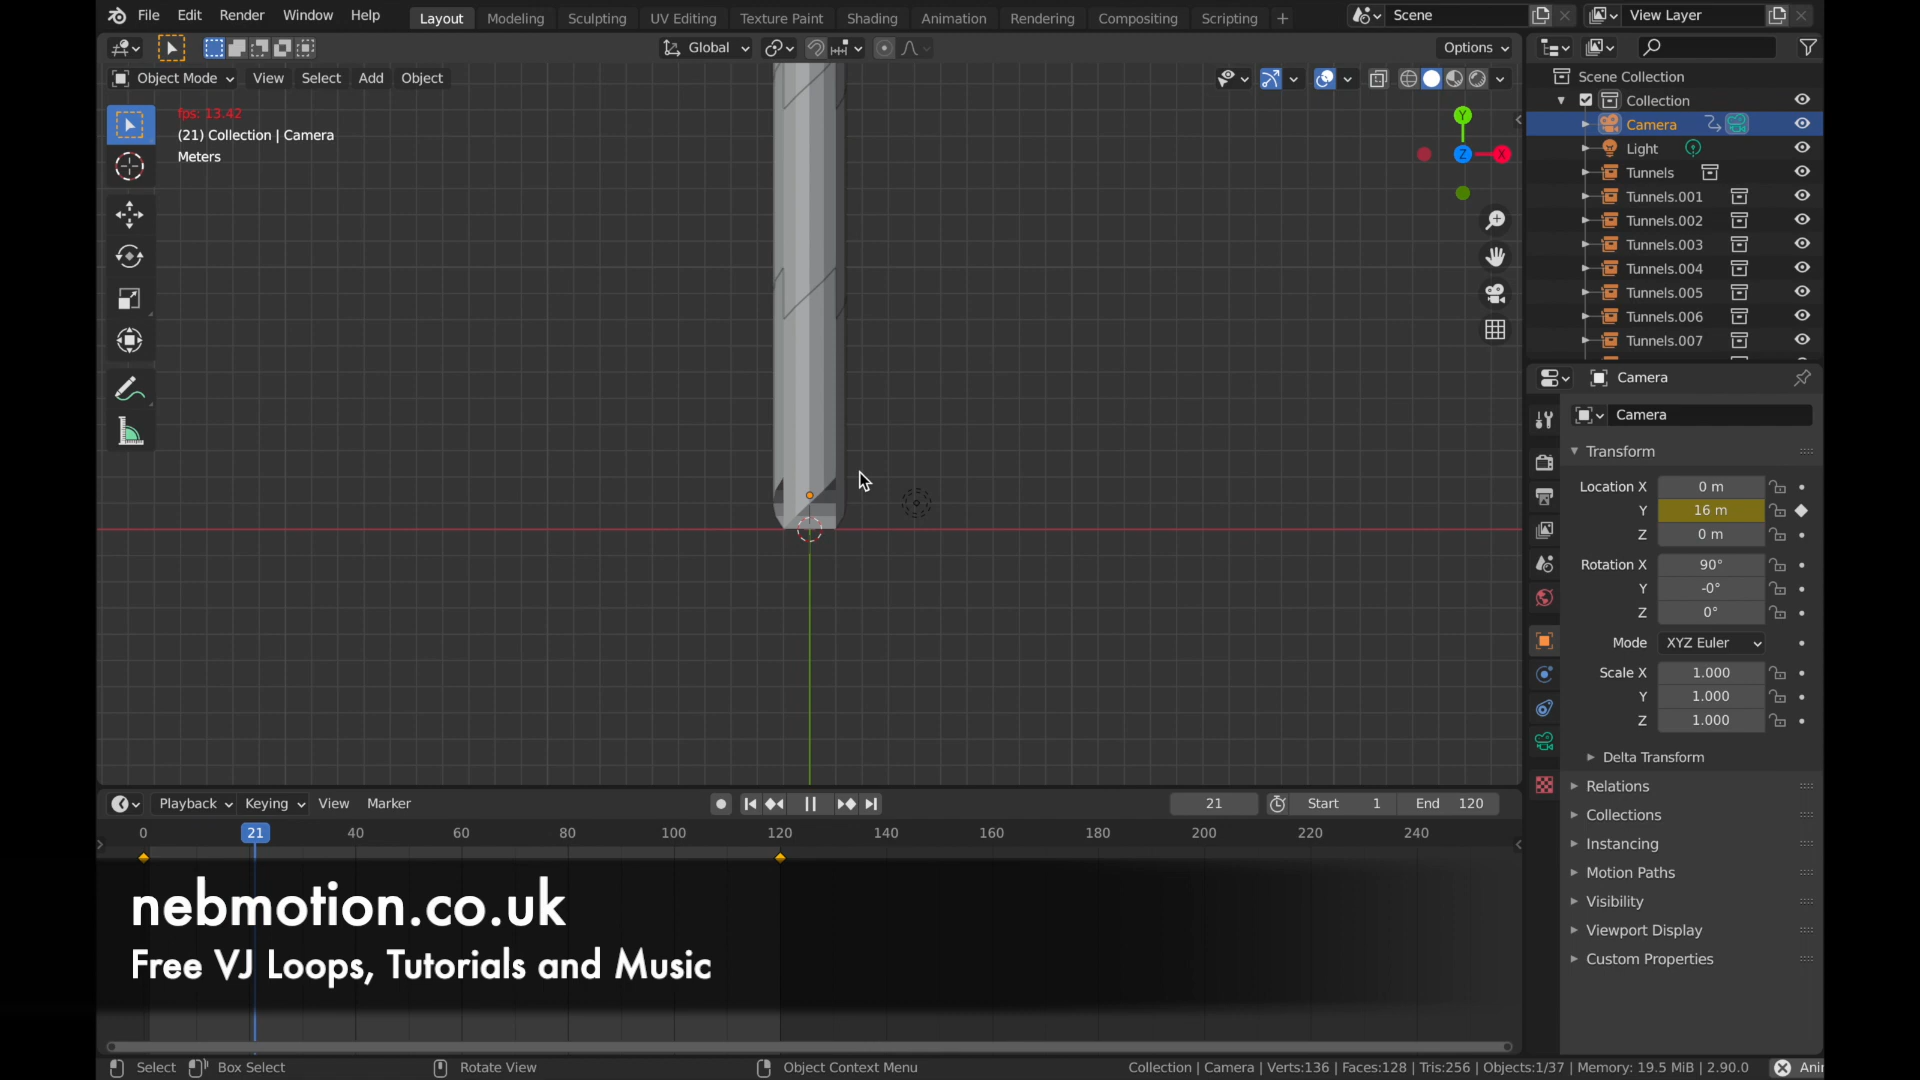 File Edit Render Window Help
Layout Modeling Sculpting UV Editing Texture Paint Shading Animation Rendering Compositing Scripting +
Scene
View Layer
Global
Options
Object Mode View Select Add Object
fps: 13.42
(21) Collection | Camera
Meters
Y
Z X
Scene Collection
Collection
Camera
Light
Tunnels
Tunnels.001
Tunnels.002
Tunnels.003
Tunnels.004
Tunnels.005
Tunnels.006
Tunnels.007
Camera
Camera
Transform
Location X 0 m
Y 16 m
Z 0 m
Rotation X 90°
Y -0°
Z 0°
Mode XYZ Euler
Scale X 1.000
Y 1.000
Z 1.000
Delta Transform
Relations
Collections
Instancing
Motion Paths
Visibility
Viewport Display
Custom Properties
Playback Keying View Marker
21 Start 1 End 120
0 21 40 60 80 100 120 140 160 180 200 220 240
nebmotion.co.uk
Free VJ Loops, Tutorials and Music
Select Box Select Rotate View Object Context Menu
Collection | Camera | Verts:136 | Faces:128 | Tris:256 | Objects:1/37 | Memory: 19.5 MiB | 2.90.0